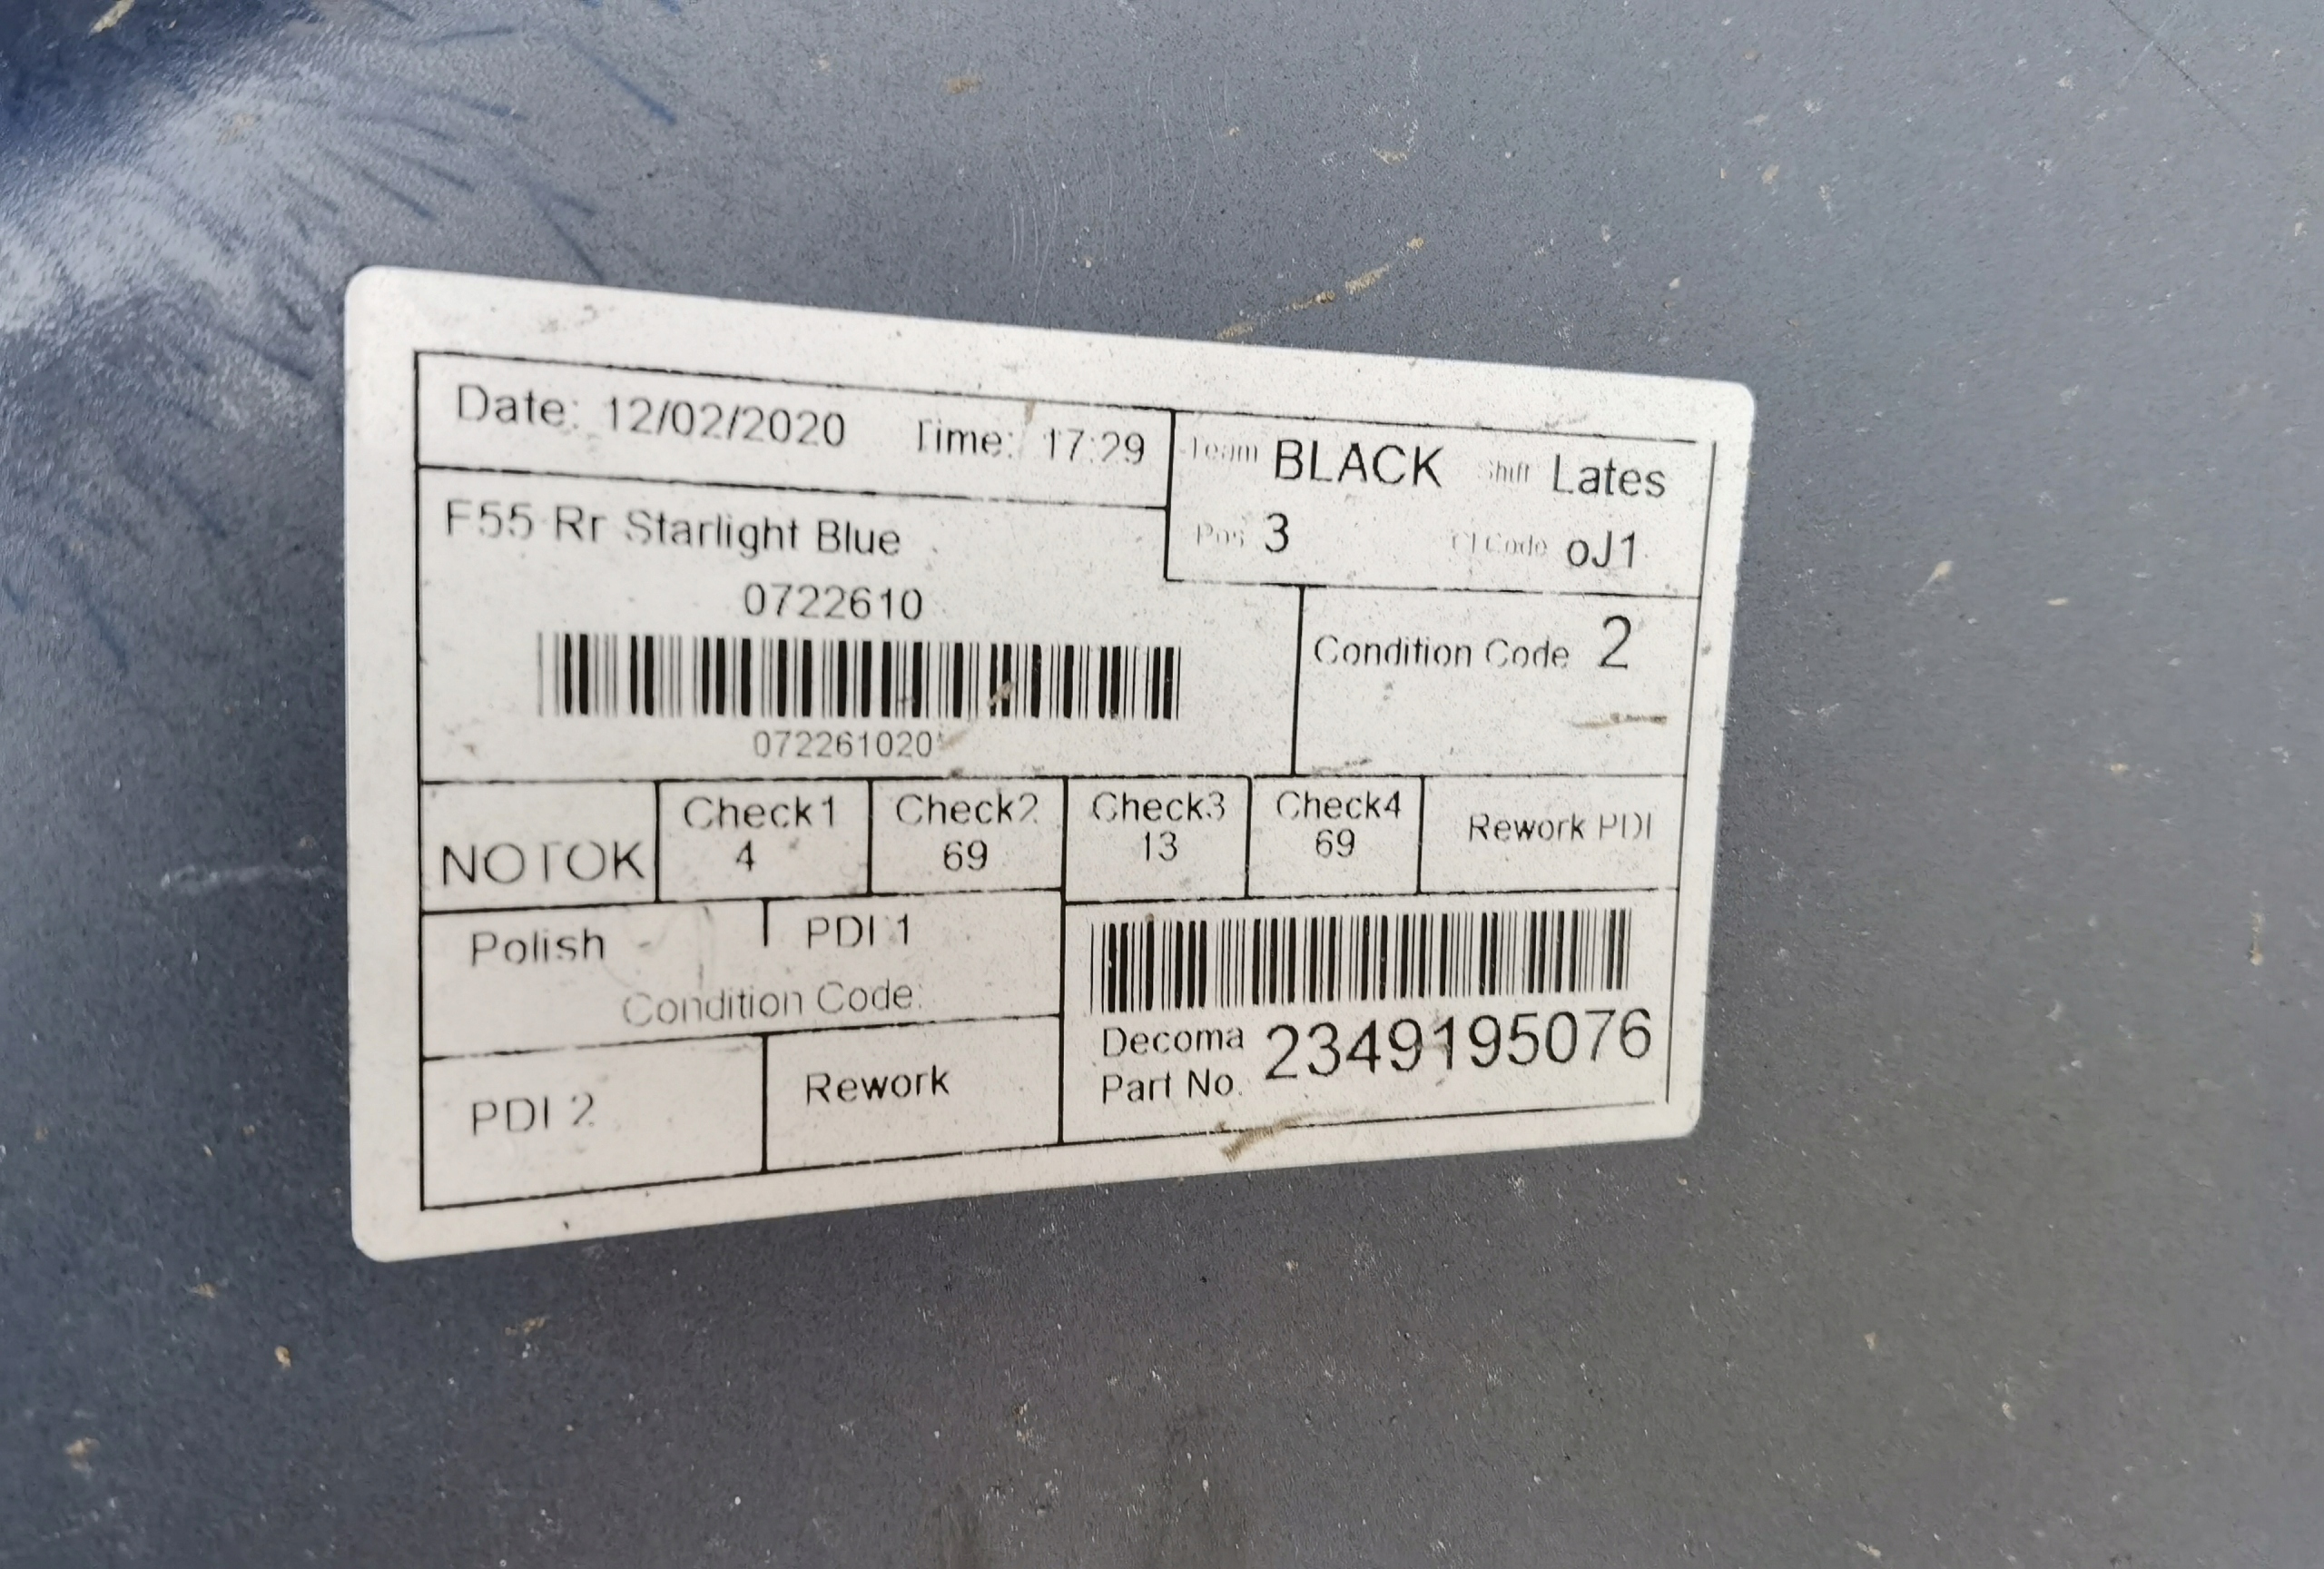 Date: 12/02/2020 Time: 17:29
Team BLACK Shift Lates
Pos 3 Code oJ1
F55 Rr Starlight Blue
0722610
072261020
Condition Code 2
NOTOK
Check1
4
Check2
69
Check3
13
Check4
69
Rework PDI
Polish
PDI 1
Condition Code:
PDI 2
Rework
Decoma
Part No. 2349195076